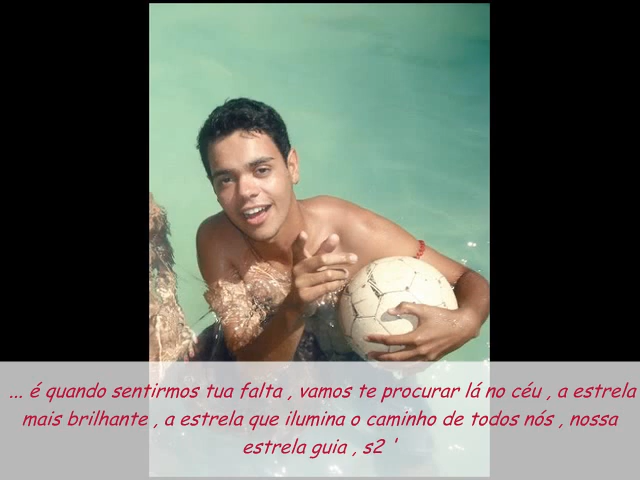 ... é quando sentirmos tua falta , vamos te procurar lá no céu , a estrela
mais brilhante , a estrela que ilumina o caminho de todos nós , nossa
estrela guia , s2 '